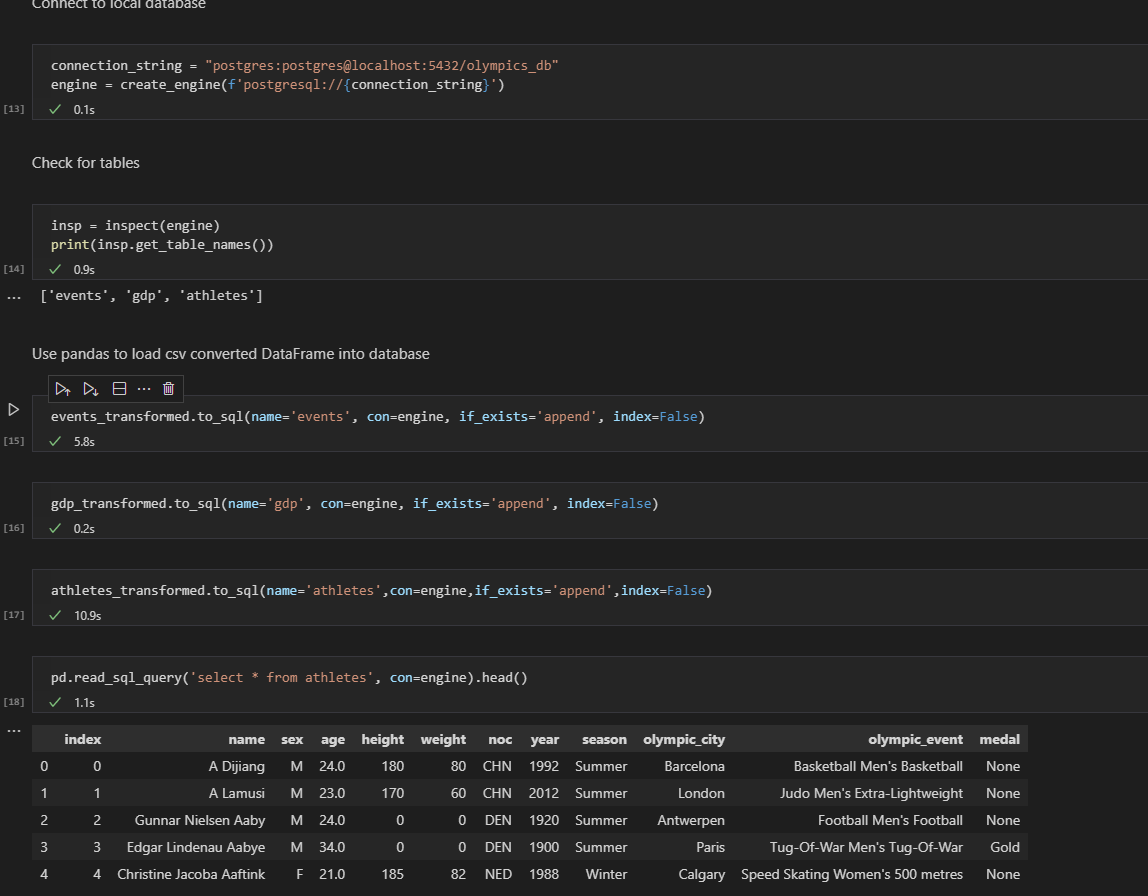 Connect to local database
connection_string = "postgres:postgres@localhost:5432/olympics_db"
engine = create_engine(f'postgresql://{connection_string}')
[13]
0.1s
Check for tables
insp = inspect(engine)
print(insp.get_table_names())
[14]
0.9s
... ['events', 'gdp', 'athletes']
Use pandas to load csv converted DataFrame into database
...
events_transformed.to_sql(name='events', con=engine, if_exists='append', index=False)
[15]
5.8s
gdp_transformed.to_sql(name='gdp', con=engine, if_exists='append', index=False)
[16]
0.2s
athletes_transformed.to_sql(name='athletes',con=engine,if_exists='append',index=False)
[17]
10.9s
pd.read_sql_query('select * from athletes', con=engine).head()
[18]
1.1s
...
index name sex age height weight noc year season olympic_city olympic_event medal
0 0 A Dijiang M 24.0 180 80 CHN 1992 Summer Barcelona Basketball Men's Basketball None
1 1 A Lamusi M 23.0 170 60 CHN 2012 Summer London Judo Men's Extra-Lightweight None
2 2 Gunnar Nielsen Aaby M 24.0 0 0 DEN 1920 Summer Antwerpen Football Men's Football None
3 3 Edgar Lindenau Aabye M 34.0 0 0 DEN 1900 Summer Paris Tug-Of-War Men's Tug-Of-War Gold
4 4 Christine Jacoba Aaftink F 21.0 185 82 NED 1988 Winter Calgary Speed Skating Women's 500 metres None